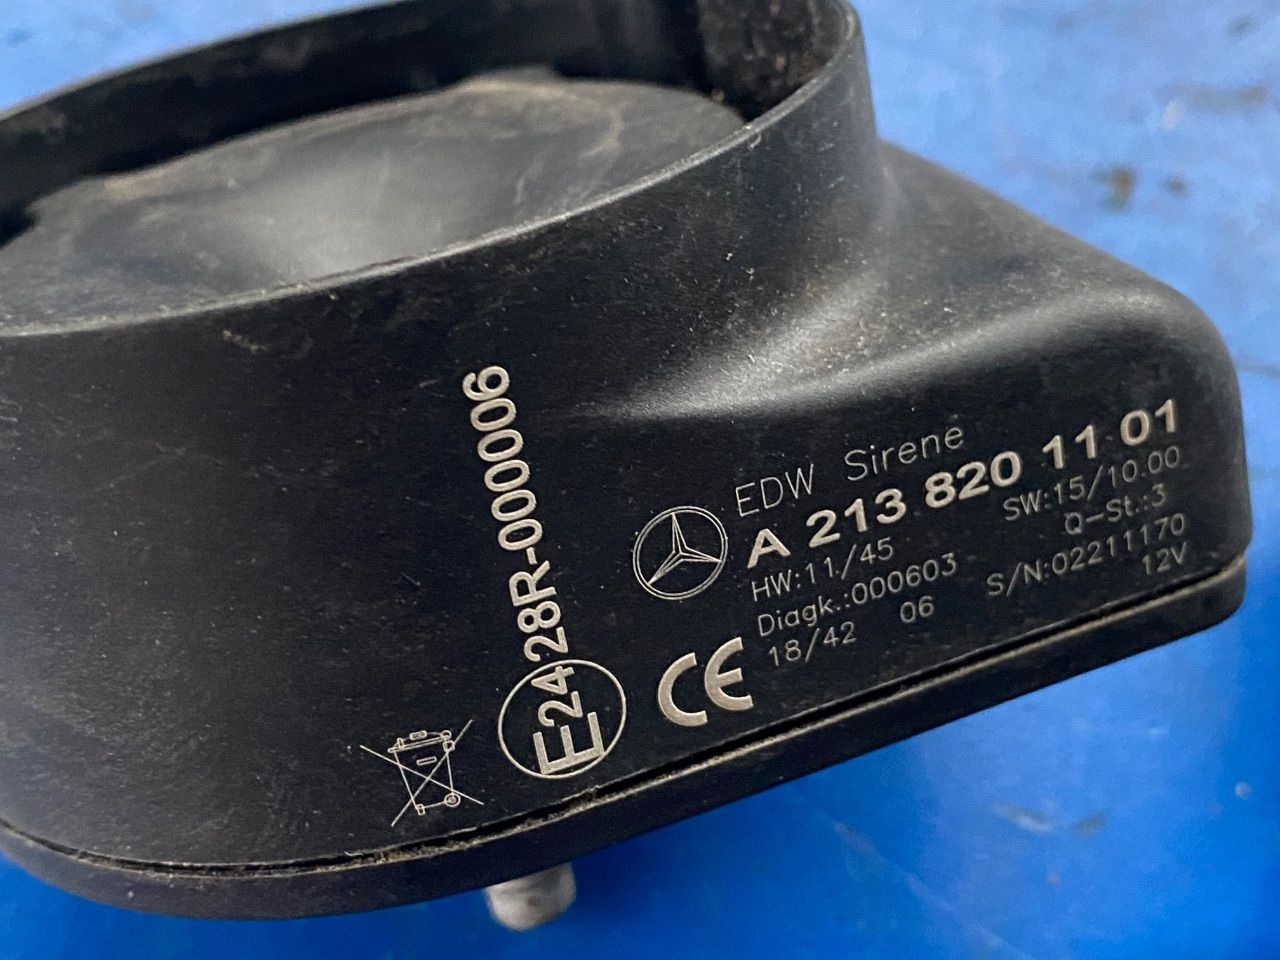 EDW Sirene
A 213 820 11 01
HW:11/45 SW:15/10.00
Diagk.:000603 Q-St.:3
18/42 06 S/N:02211170
12V
CE
E24 28R-000006